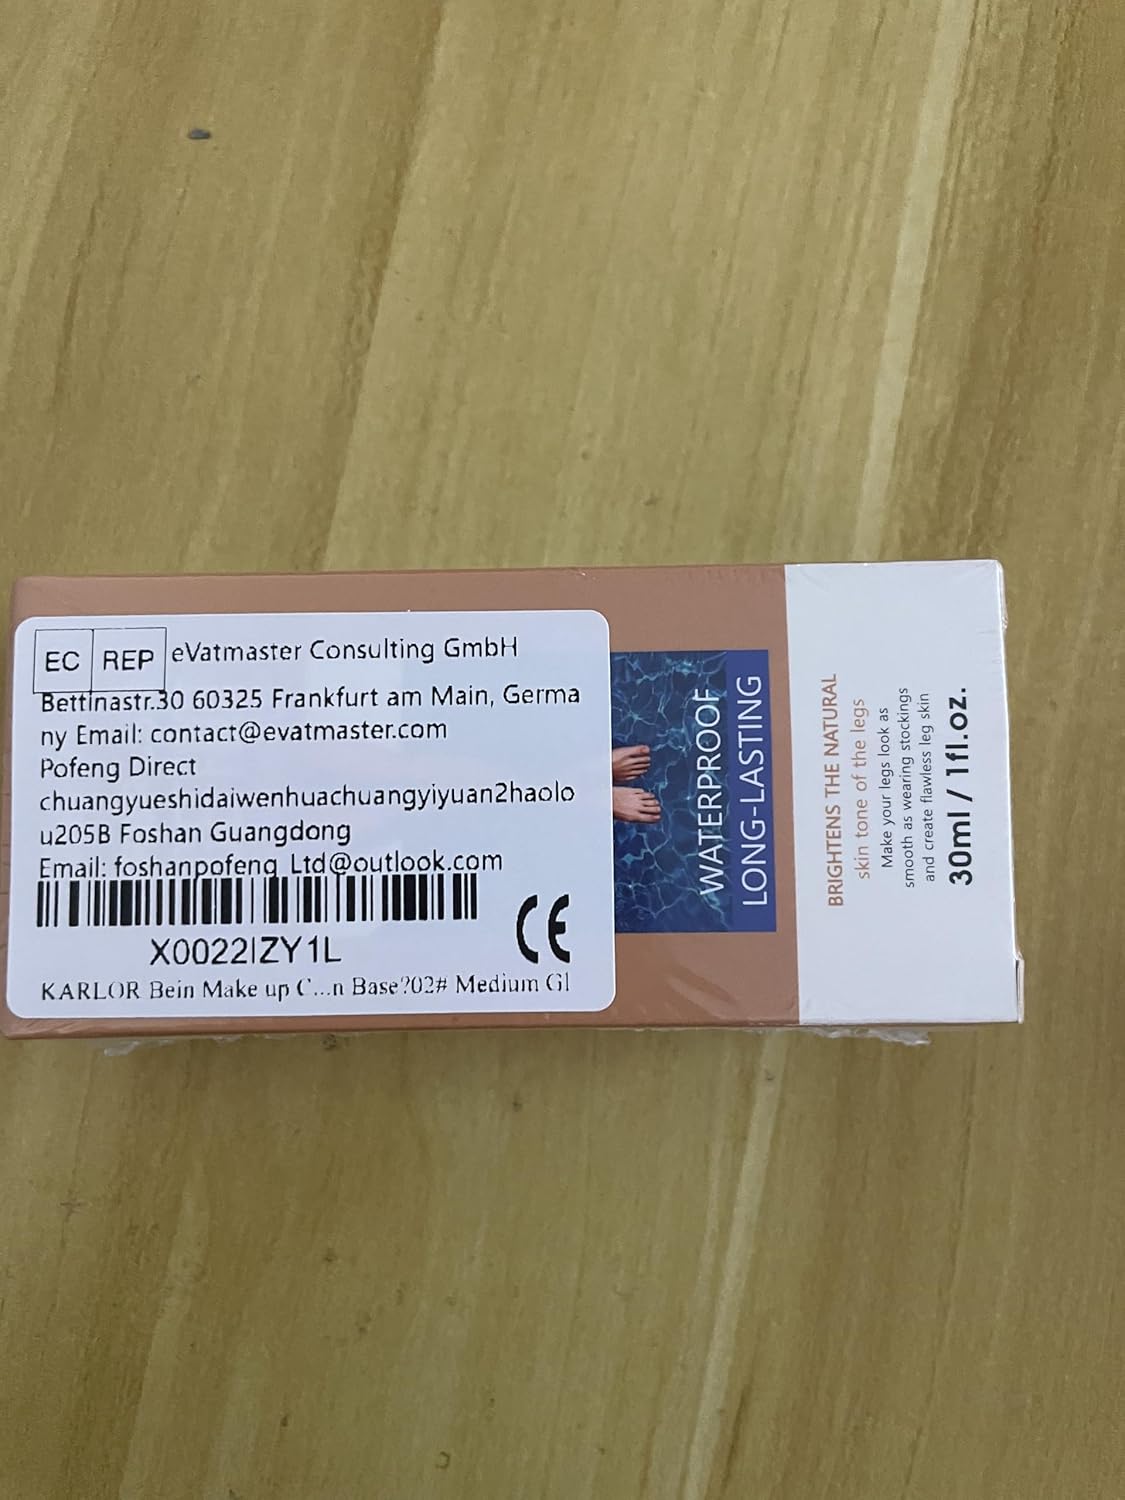 EC REP eVatmaster Consulting GmbH
Bettinastr.30 60325 Frankfurt am Main, Germa
ny Email: contact@evatmaster.com
Pofeng Direct
chuangyueshidaiwenhuachuangyiyuan2haolo
u205B Foshan Guangdong
Email: foshanpofeng_Ltd@outlook.com
CE
X0022IZY1L
KARLOR Bein Make up C...n Base?02# Medium Gl
WATERPROOF
LONG-LASTING
BRIGHTENS THE NATURAL
skin tone of the legs
Make your legs look as
smooth as wearing stockings
and create flawless leg skin
30ml / 1fl.oz.